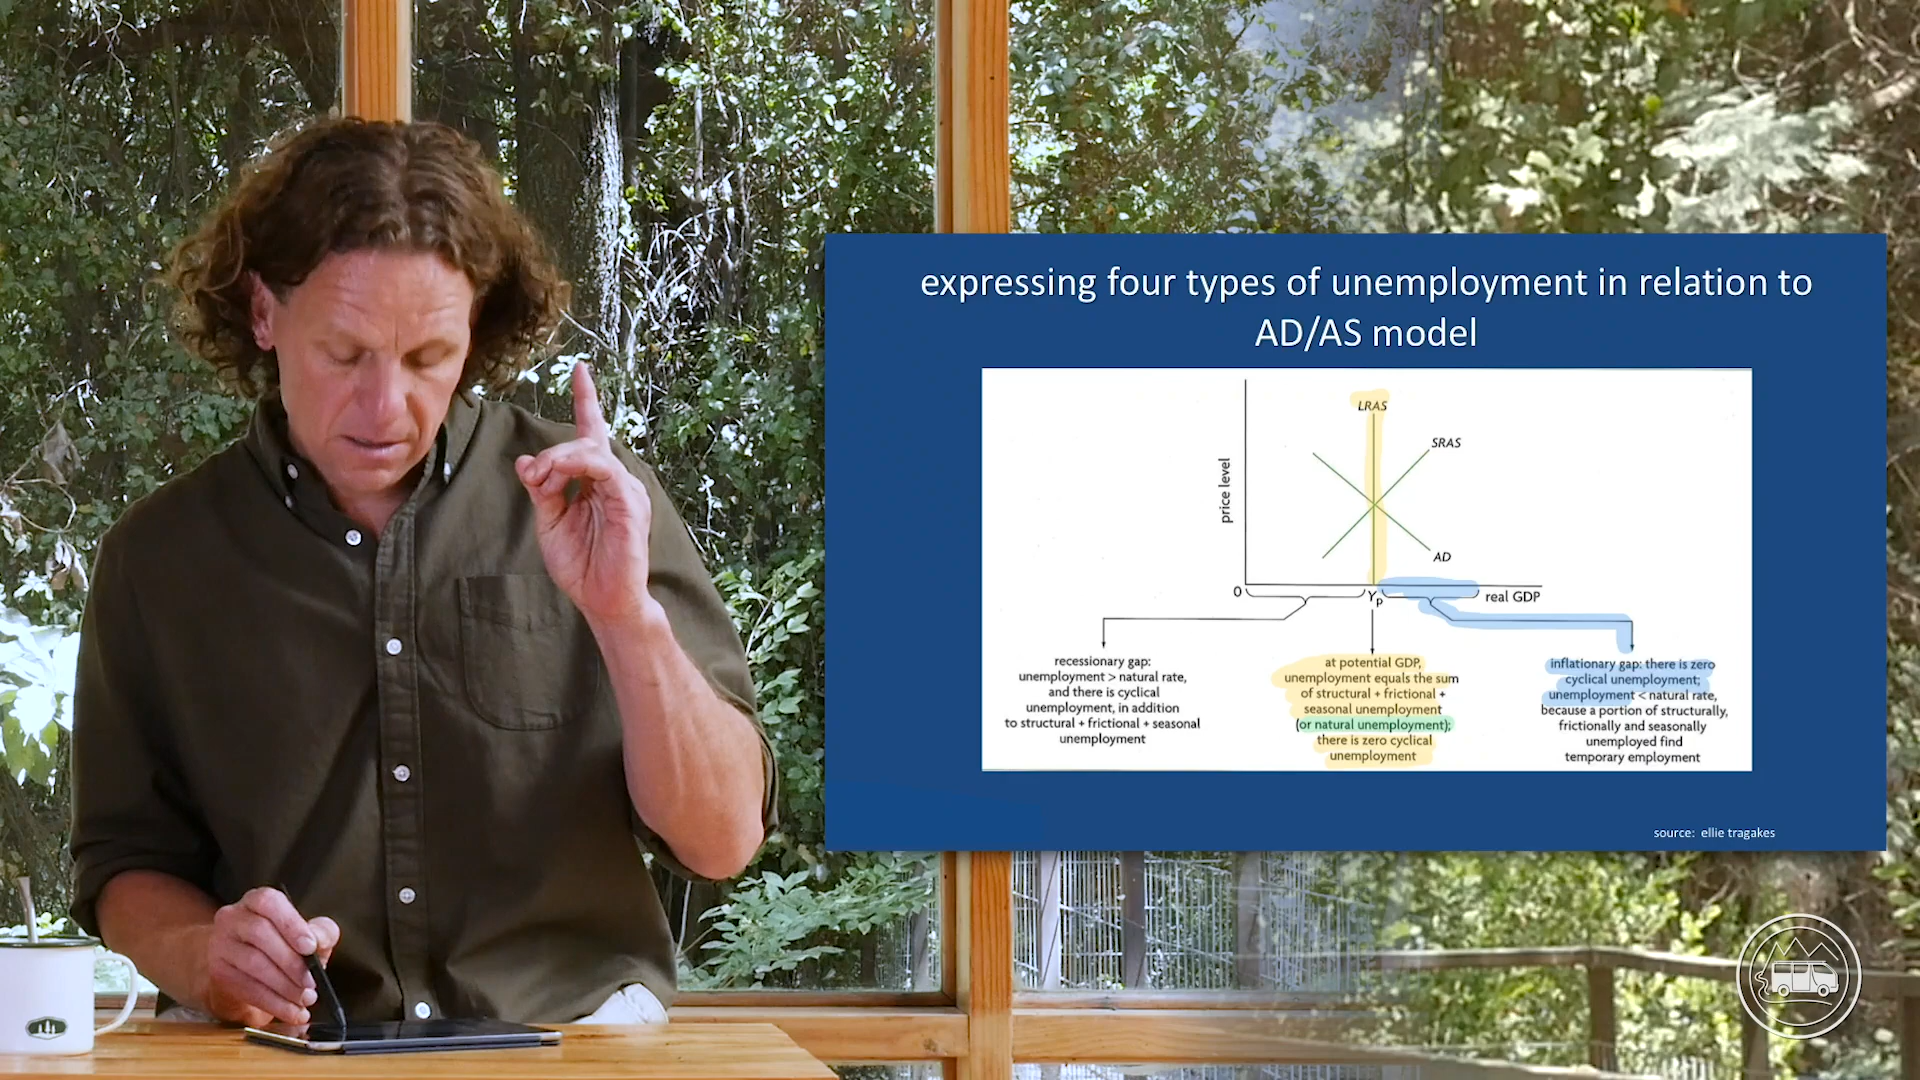 expressing four types of unemployment in relation to
AD/AS model
LRAS
SRAS
price level
AD
0
Yp
real GDP
recessionary gap:
unemployment > natural rate,
and there is cyclical
unemployment, in addition
to structural + frictional + seasonal
unemployment
at potential GDP,
unemployment equals the sum
of structural + frictional +
seasonal unemployment
(or natural unemployment);
there is zero cyclical
unemployment
inflationary gap: there is zero
cyclical unemployment;
unemployment < natural rate,
because a portion of structurally,
frictionally and seasonally
unemployed find
temporary employment
source: ellie tragakes